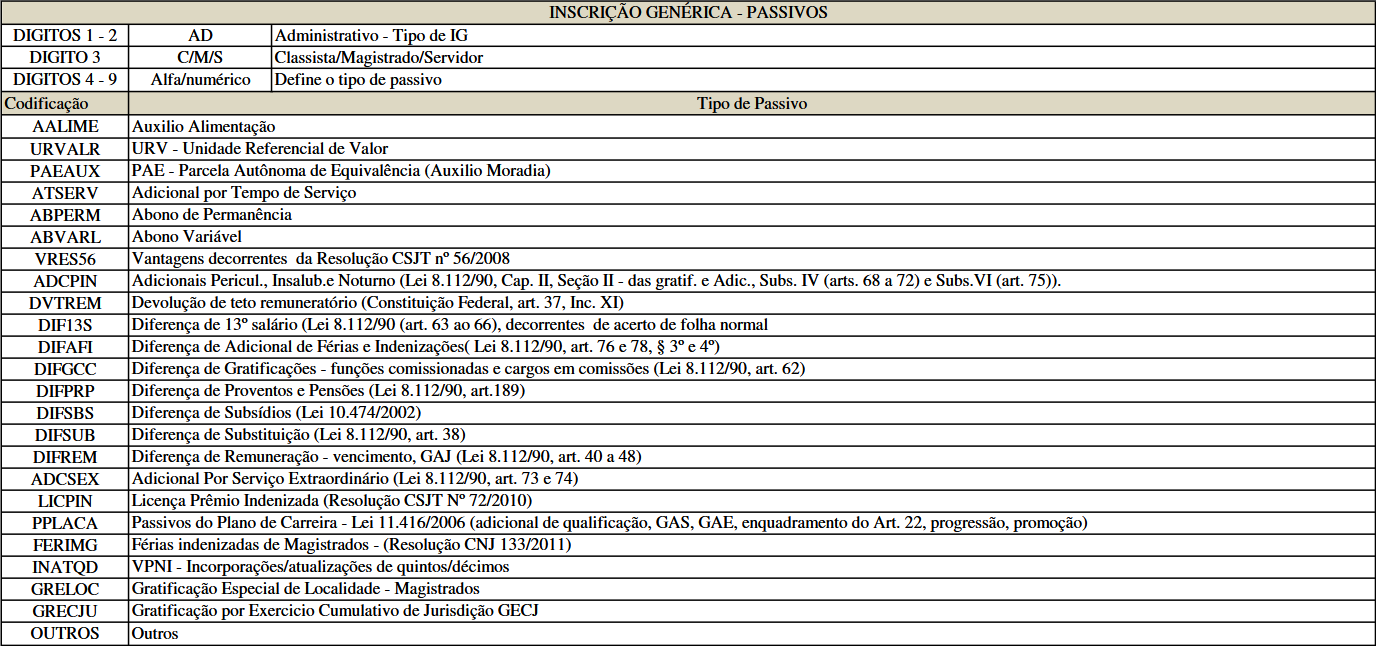 INSCRIÇÃO GENÉRICA - PASSIVOS
DIGITOS 1 - 2 AD Administrativo - Tipo de IG
DIGITO 3 C/M/S Classista/Magistrado/Servidor
DIGITOS 4 - 9 Alfa/numérico Define o tipo de passivo
Codificação Tipo de Passivo
AALIME Auxilio Alimentação
URVALR URV - Unidade Referencial de Valor
PAEAUX PAE - Parcela Autônoma de Equivalência (Auxilio Moradia)
ATSERV Adicional por Tempo de Serviço
ABPERM Abono de Permanência
ABVARL Abono Variável
VRES56 Vantagens decorrentes da Resolução CSJT nº 56/2008
ADCPIN Adicionais Pericul., Insalub.e Noturno (Lei 8.112/90, Cap. II, Seção II - das gratif. e Adic., Subs. IV (arts. 68 a 72) e Subs.VI (art. 75)).
DVTREM Devolução de teto remuneratório (Constituição Federal, art. 37, Inc. XI)
DIF13S Diferença de 13º salário (Lei 8.112/90 (art. 63 ao 66), decorrentes de acerto de folha normal
DIFAFI Diferença de Adicional de Férias e Indenizações( Lei 8.112/90, art. 76 e 78, § 3º e 4º)
DIFGCC Diferença de Gratificações - funções comissionadas e cargos em comissões (Lei 8.112/90, art. 62)
DIFPRP Diferença de Proventos e Pensões (Lei 8.112/90, art.189)
DIFSBS Diferença de Subsídios (Lei 10.474/2002)
DIFSUB Diferença de Substituição (Lei 8.112/90, art. 38)
DIFREM Diferença de Remuneração - vencimento, GAJ (Lei 8.112/90, art. 40 a 48)
ADCSEX Adicional Por Serviço Extraordinário (Lei 8.112/90, art. 73 e 74)
LICPIN Licença Prêmio Indenizada (Resolução CSJT Nº 72/2010)
PPLACA Passivos do Plano de Carreira - Lei 11.416/2006 (adicional de qualificação, GAS, GAE, enquadramento do Art. 22, progressão, promoção)
FERIMG Férias indenizadas de Magistrados - (Resolução CNJ 133/2011)
INATQD VPNI - Incorporações/atualizações de quintos/décimos
GRELOC Gratificação Especial de Localidade - Magistrados
GRECJU Gratificação por Exercicio Cumulativo de Jurisdição GECJ
OUTROS Outros